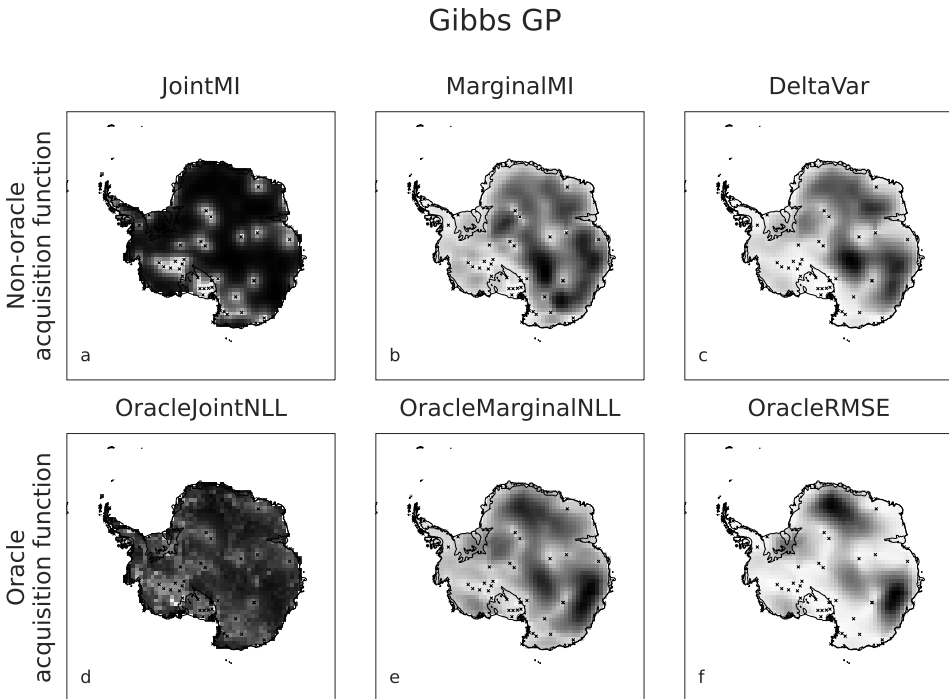 Gibbs GP
JointMI
MarginalMI
DeltaVar
Non-oracle
acquisition function
a
b
c
OracleJointNLL
OracleMarginalNLL
OracleRMSE
Oracle
acquisition function
d
e
f